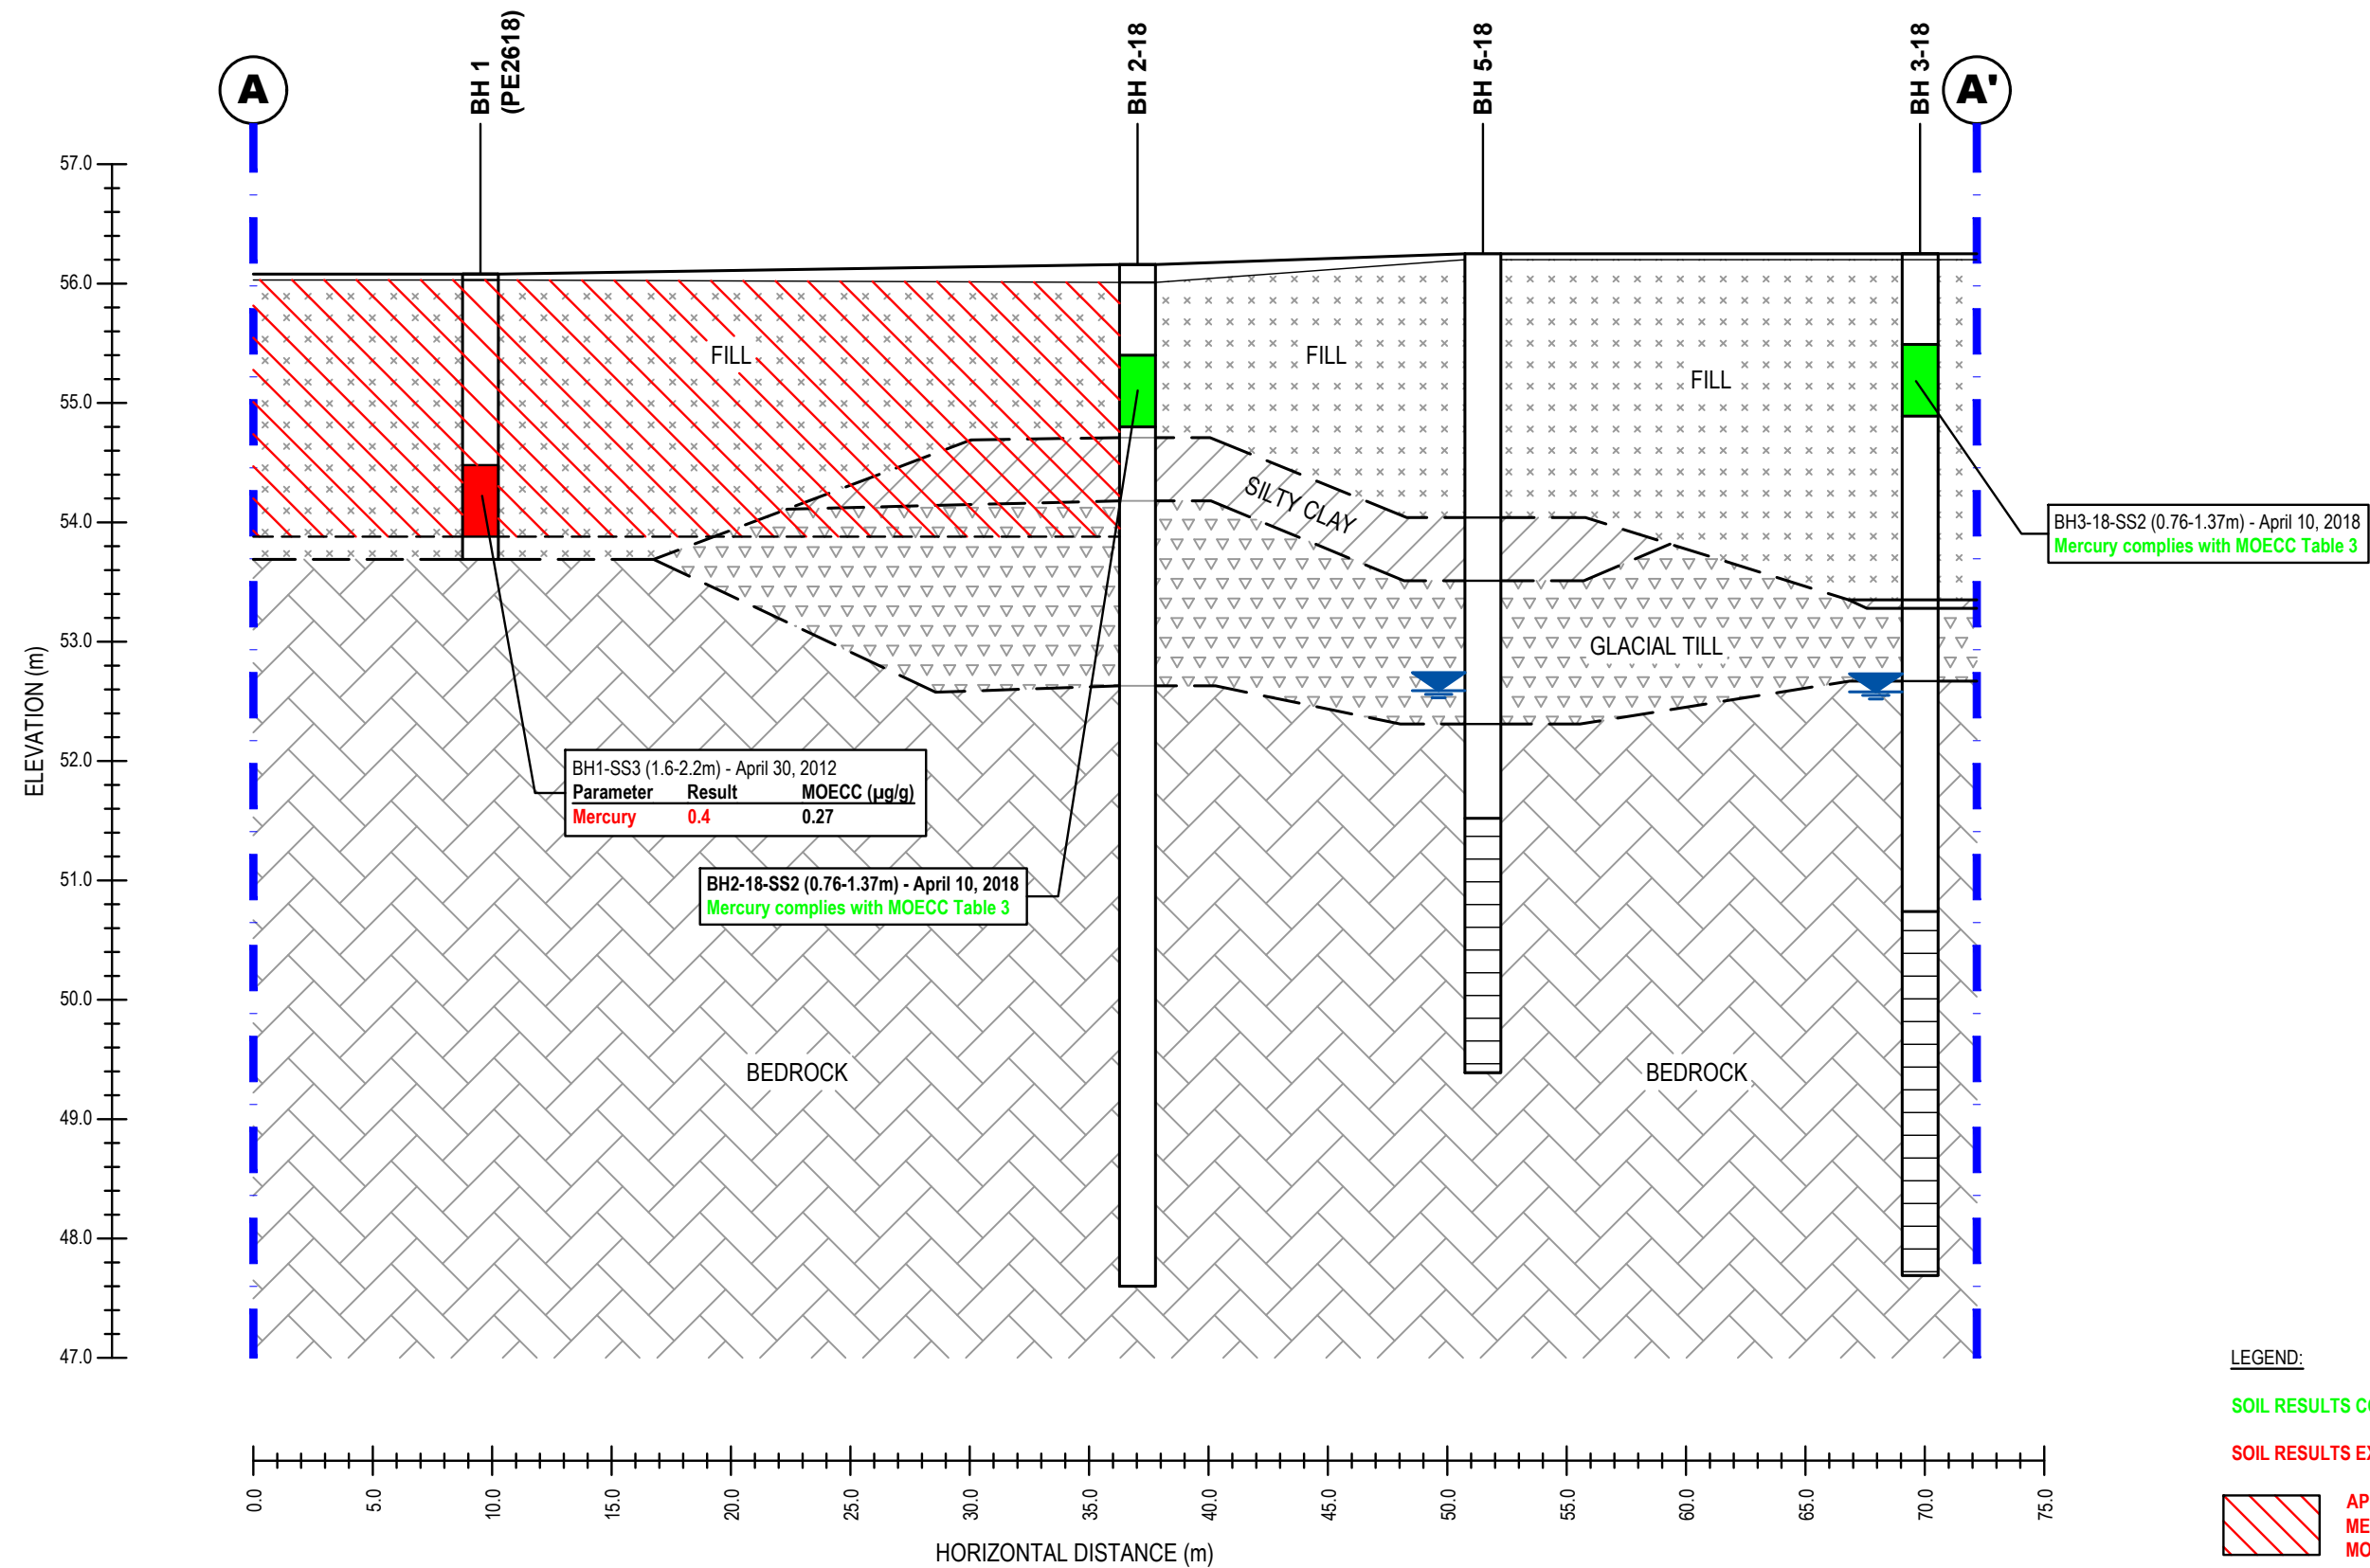 A
BH 1
(PE2618)
BH 2-18
BH 5-18
BH 3-18
A'
57.0
56.0
55.0
54.0
53.0
52.0
51.0
50.0
49.0
48.0
47.0
ELEVATION (m)
FILL
FILL
FILL
SILTY CLAY
GLACIAL TILL
BEDROCK
BEDROCK
BH3-18-SS2 (0.76-1.37m) - April 10, 2018
Mercury complies with MOECC Table 3
BH1-SS3 (1.6-2.2m) - April 30, 2012
Parameter Result MOECC (µg/g)
Mercury 0.4 0.27
BH2-18-SS2 (0.76-1.37m) - April 10, 2018
Mercury complies with MOECC Table 3
0.0
5.0
10.0
15.0
20.0
25.0
30.0
35.0
40.0
45.0
50.0
55.0
60.0
65.0
70.0
75.0
HORIZONTAL DISTANCE (m)
LEGEND:
SOIL RESULTS
SOIL RESULTS